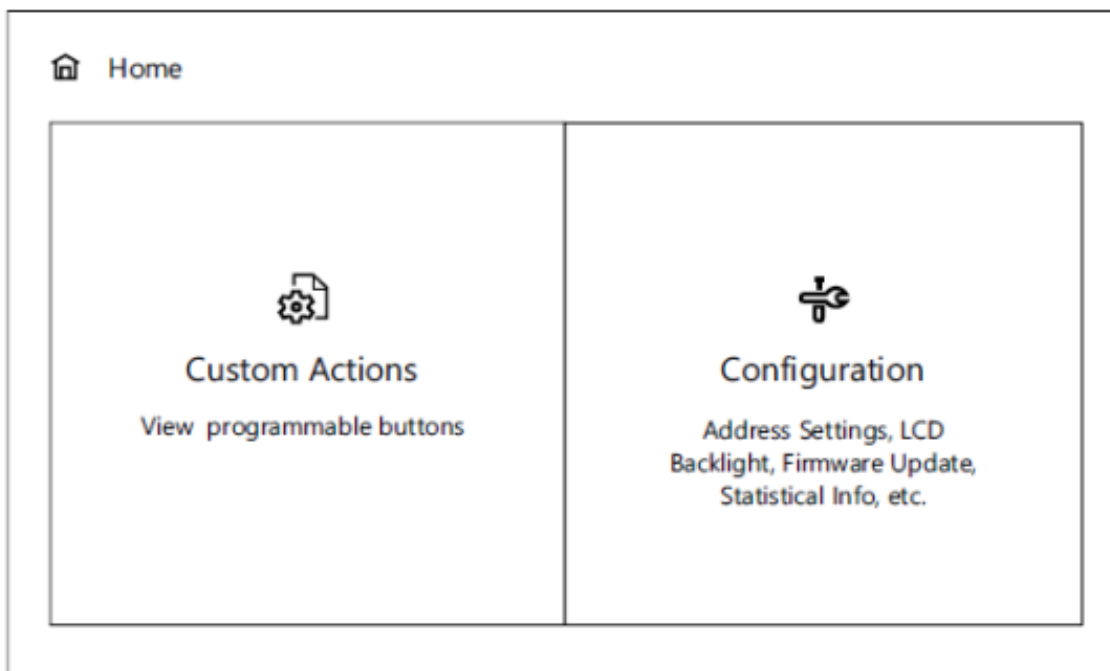 Home
Custom Actions
View programmable buttons
Configuration
Address Settings, LCD
Backlight, Firmware Update,
Statistical Info, etc.